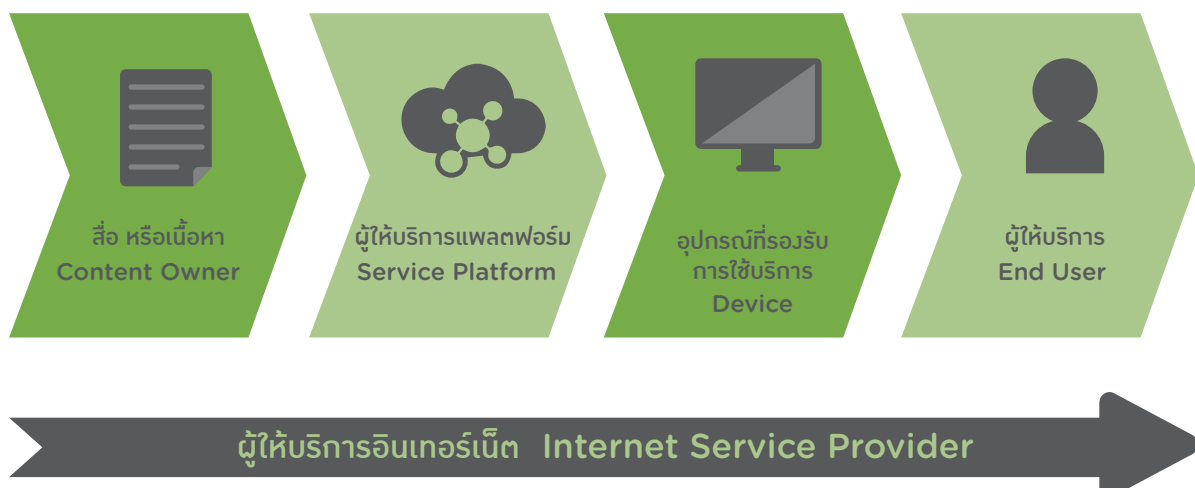 สื่อ หรือเนื้อหา
Content Owner
ผู้ให้บริการแพลตฟอร์ม
Service Platform
อุปกรณ์ที่รองรับ
การใช้บริการ
Device
ผู้ให้บริการ
End User
ผู้ให้บริการอินเทอร์เน็ต Internet Service Provider